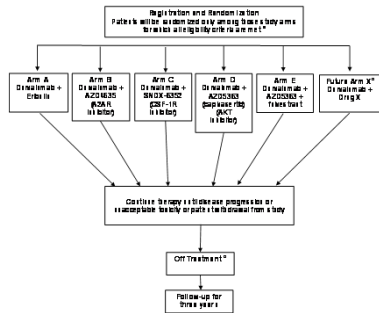 Registration and Randomization
Patients will be randomized only among those study arms
for which all eligibility criteria are met
Arm A
Durvalumab +
Arm B
Durvalumab +
AZD4635
(A2AR
Inhibitor)
Arm C
Durvalumab +
SNDX-6352
(CSF-1R
Inhibitor)
Arm D
Durvalumab +
AZD5363
(capivasertib)
(AKT
Inhibitor)
Arm E
Durvalumab +
AZD5363 +
fulvestrant
Future Arm X
Durvalumab +
Drug X
Continue therapy until disease progression or
unacceptable toxicity or patient withdrawal from study
Off Treatment
Follow-up for
three years